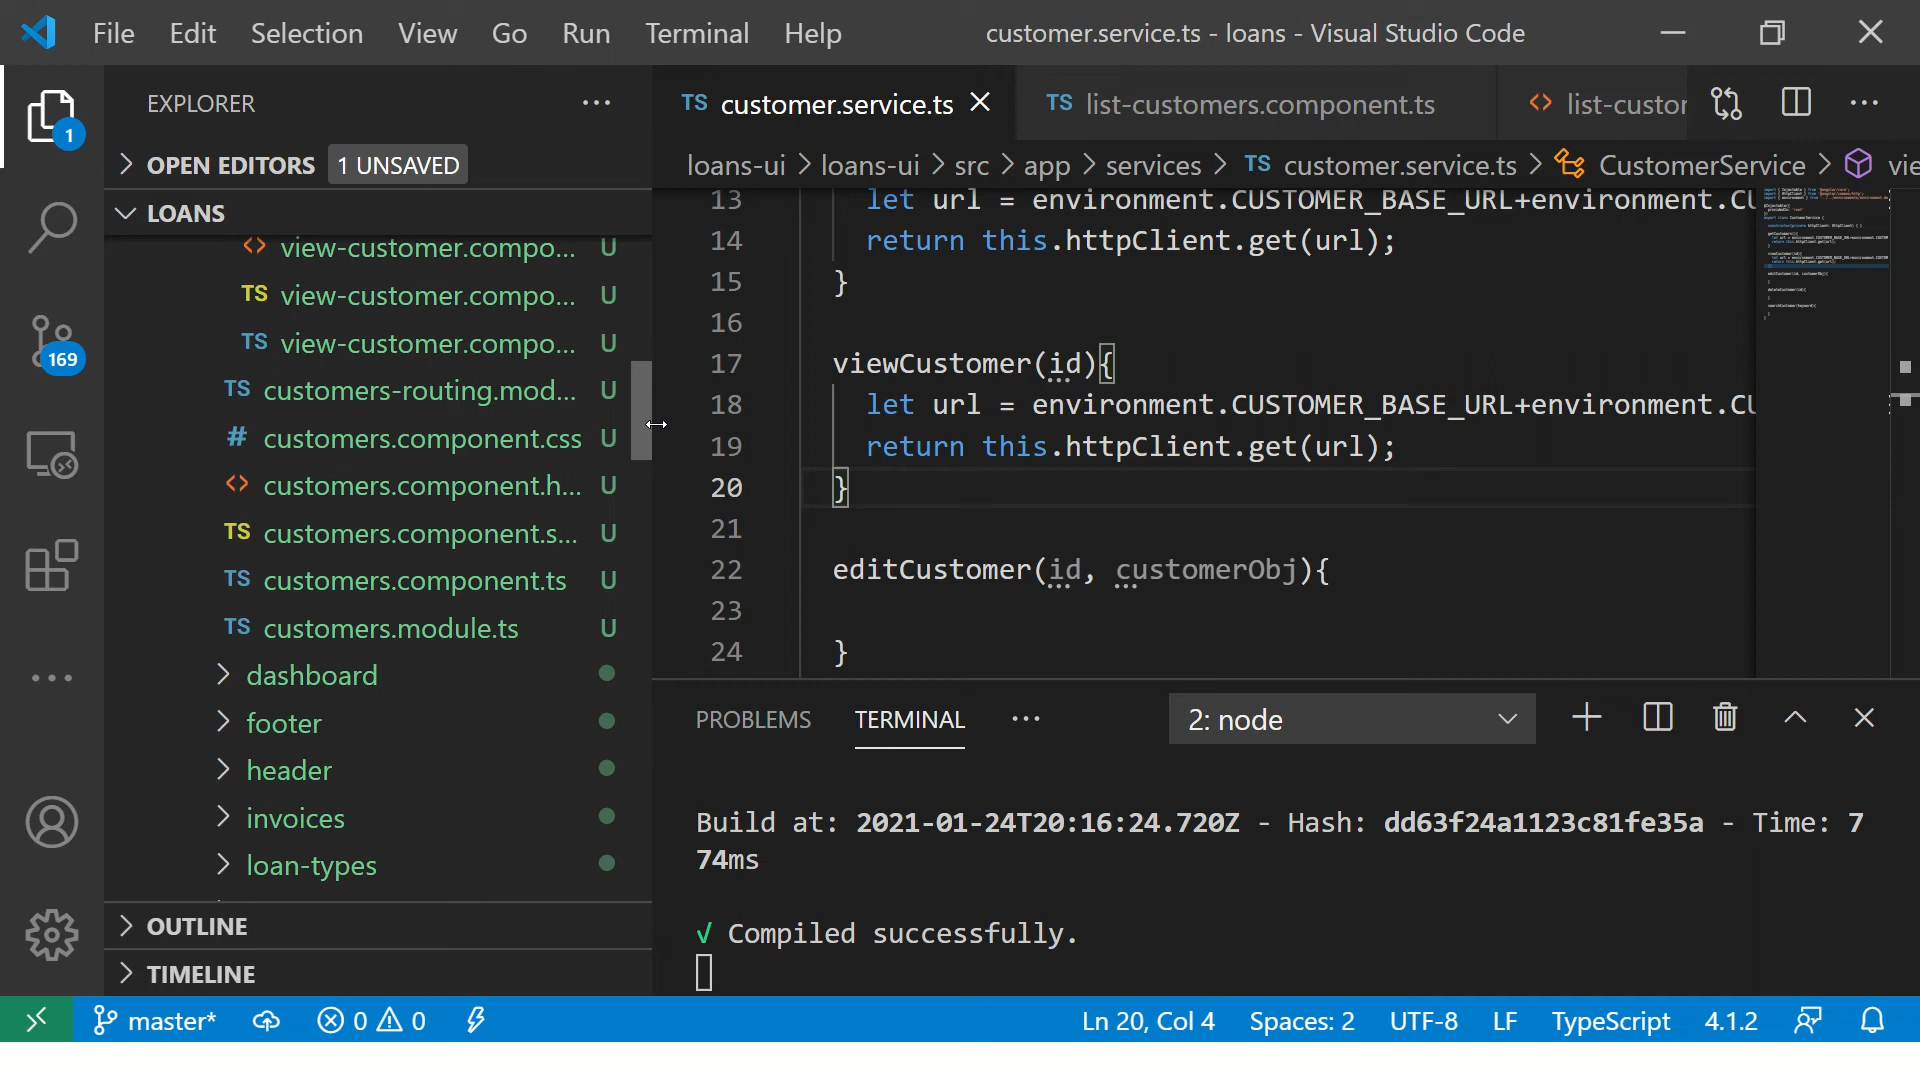 File Edit Selection View Go Run Terminal Help customer.service.ts - loans - Visual Studio Code
EXPLORER
TS customer.service.ts TS list-customers.component.ts <> list-custor
1
OPEN EDITORS 1 UNSAVED
loans-ui > loans-ui > src > app > services > TS customer.service.ts > CustomerService > vie
LOANS
<> view-customer.compo... U
TS view-customer.compo... U
TS view-customer.compo... U
169
TS customers-routing.mod... U
# customers.component.css U
<> customers.component.h... U
TS customers.component.s... U
TS customers.component.ts U
TS customers.module.ts U
dashboard
footer
header
invoices
loan-types
OUTLINE
TIMELINE
13 let url = environment.CUSTOMER_BASE_URL+environment.CU
14 return this.httpClient.get(url);
15 }
16
17 viewCustomer(id){
18 let url = environment.CUSTOMER_BASE_URL+environment.CU
19 return this.httpClient.get(url);
20 }
21
22 editCustomer(id, customerObj){
23
24 }
PROBLEMS TERMINAL 2: node
Build at: 2021-01-24T20:16:24.720Z - Hash: dd63f24a1123c81fe35a - Time: 7
74ms
√ Compiled successfully.
master* 0 0 Ln 20, Col 4 Spaces: 2 UTF-8 LF TypeScript 4.1.2